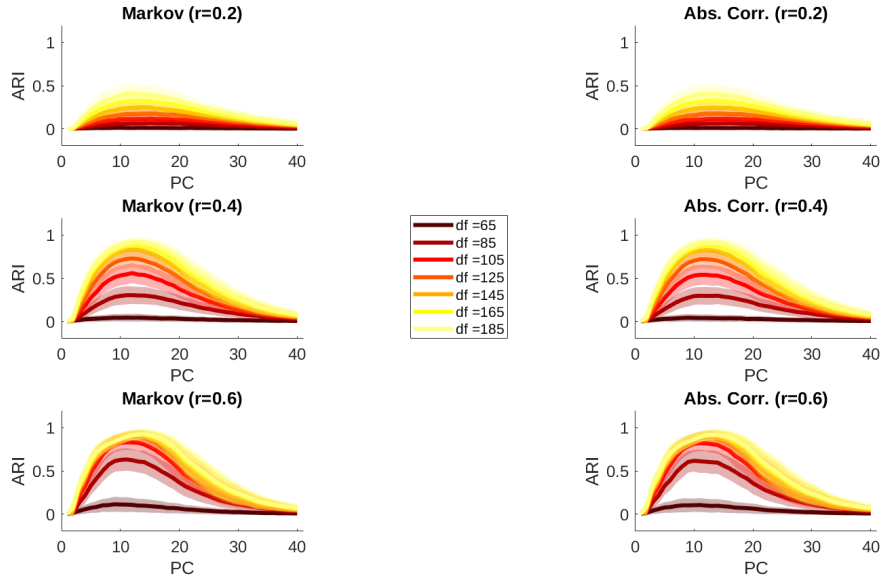 Markov (r=0.2)
1
0.5
0
ARI
0 10 20 30 40
PC
Abs. Corr. (r=0.2)
1
0.5
0
ARI
0 10 20 30 40
PC
Markov (r=0.4)
1
0.5
0
ARI
0 10 20 30 40
PC
df =65
df =85
df =105
df =125
df =145
df =165
df =185
Abs. Corr. (r=0.4)
1
0.5
0
ARI
0 10 20 30 40
PC
Markov (r=0.6)
1
0.5
0
ARI
0 10 20 30 40
PC
Abs. Corr. (r=0.6)
1
0.5
0
ARI
0 10 20 30 40
PC